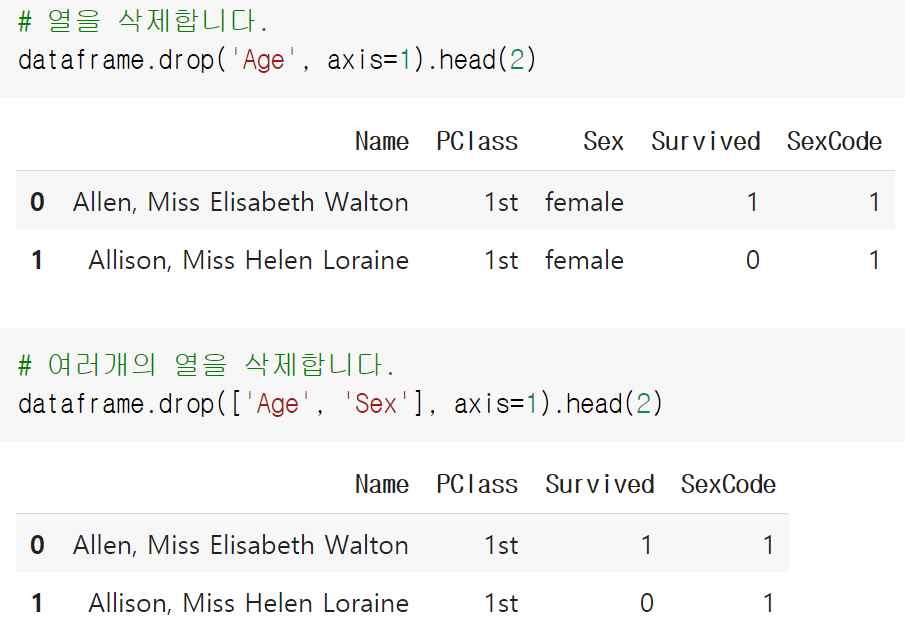 # 열을 삭제합니다.
dataframe.drop('Age', axis=1).head(2)
Name PClass Sex Survived SexCode
0 Allen, Miss Elisabeth Walton 1st female 1 1
1 Allison, Miss Helen Loraine 1st female 0 1
# 여러개의 열을 삭제합니다.
dataframe.drop(['Age', 'Sex'], axis=1).head(2)
Name PClass Survived SexCode
0 Allen, Miss Elisabeth Walton 1st 1 1
1 Allison, Miss Helen Loraine 1st 0 1